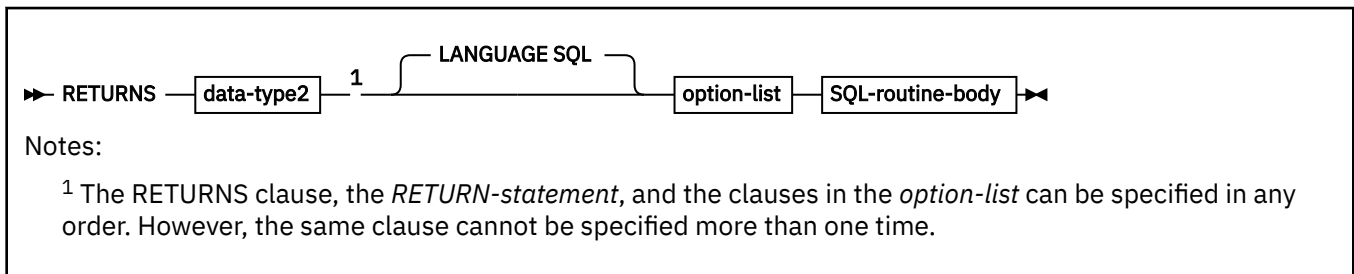 LANGUAGE SQL
RETURNS data-type2 1 option-list SQL-routine-body
Notes:
1 The RETURNS clause, the RETURN-statement, and the clauses in the option-list can be specified in any
order. However, the same clause cannot be specified more than one time.